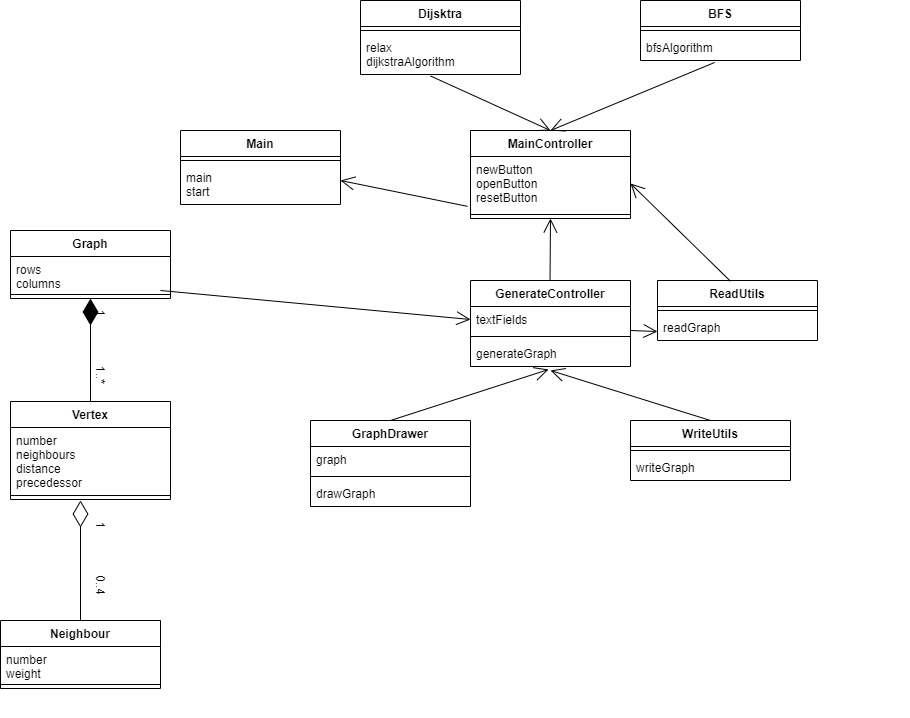 Dijsktra
relax
dijkstraAlgorithm
BFS
bfsAlgorithm
Main
main
start
MainController
newButton
openButton
resetButton
Graph
rows
columns
1
1..*
GenerateController
textFields
generateGraph
ReadUtils
readGraph
Vertex
number
neighbours
distance
precedessor
1
0..4
GraphDrawer
graph
drawGraph
WriteUtils
writeGraph
Neighbour
number
weight